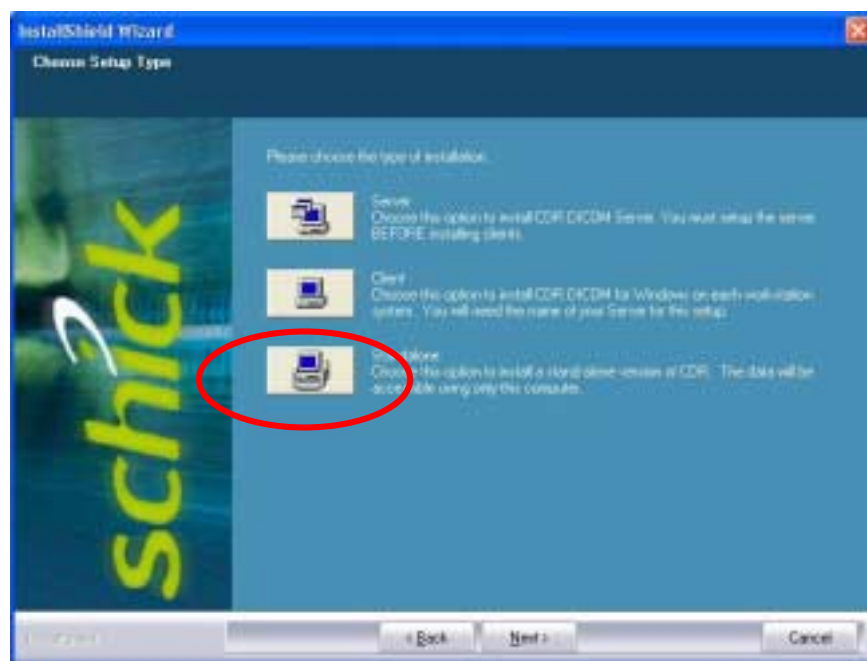 InstallShield Wizard
Choose Setup Type
schick
Please choose the type of installation.
Server
Choose this option to install CDR DICOM Server. You must setup the server
BEFORE installing clients.
Client
Choose this option to install CDR DICOM for Windows on each workstation
system. You will need the name of your Server for this setup.
Standalone
Choose this option to install a stand alone version of CDR. The data will be
accessible using only this computer.
< Back
Next >
Cancel